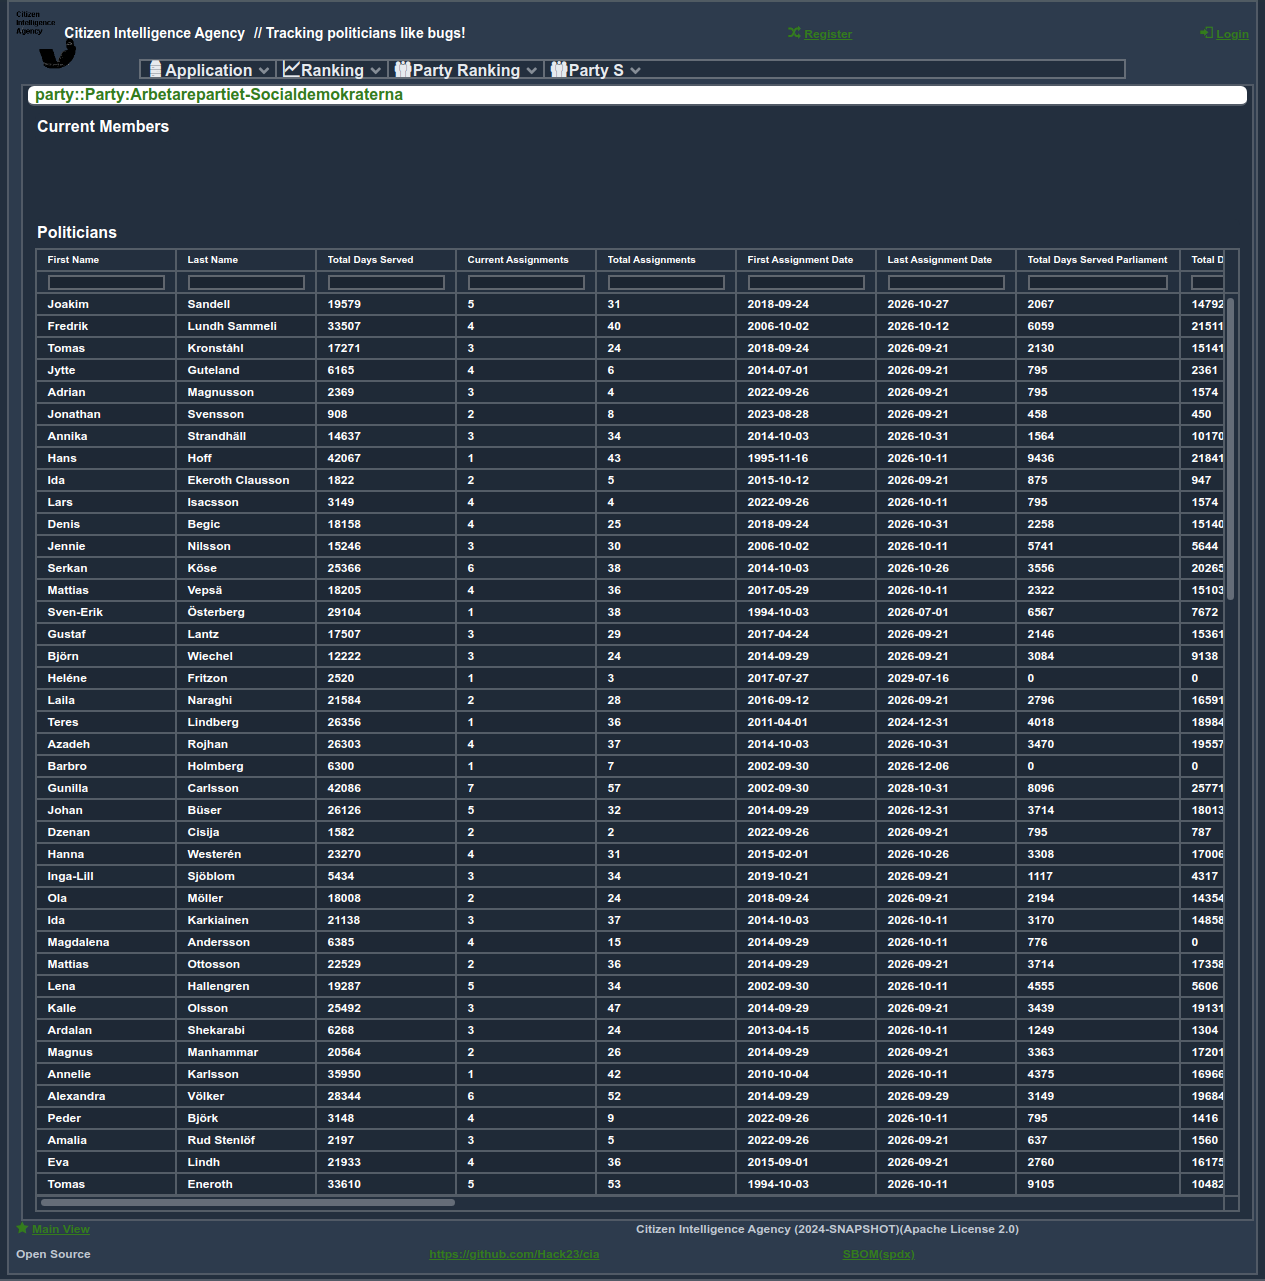 Citizen
Intelligence
Agency
Citizen Intelligence Agency // Tracking politicians like bugs!
Register
Login
Application Ranking Party Ranking Party S
party::Party:Arbetarepartiet-Socialdemokraterna
Current Members
Politicians
First Name Last Name Total Days Served Current Assignments Total Assignments First Assignment Date Last Assignment Date Total Days Served Parliament Total D
Joakim Sandell 19579 5 31 2018-09-24 2026-10-27 2067 14792
Fredrik Lundh Sammeli 33507 4 40 2006-10-02 2026-10-12 6059 21511
Tomas Kronståhl 17271 3 24 2018-09-24 2026-09-21 2130 15141
Jytte Guteland 6165 4 6 2014-07-01 2026-09-21 795 2361
Adrian Magnusson 2369 3 4 2022-09-26 2026-09-21 795 1574
Jonathan Svensson 908 2 8 2023-08-28 2026-09-21 458 450
Annika Strandhäll 14637 3 34 2014-10-03 2026-10-31 1564 10170
Hans Hoff 42067 1 43 1995-11-16 2026-10-11 9436 21841
Ida Ekeroth Clausson 1822 2 5 2015-10-12 2026-09-21 875 947
Lars Isacsson 3149 4 4 2022-09-26 2026-10-11 795 1574
Denis Begic 18158 4 25 2018-09-24 2026-10-31 2258 15140
Jennie Nilsson 15246 3 30 2006-10-02 2026-10-11 5741 5644
Serkan Köse 25366 6 38 2014-10-03 2026-10-26 3556 20265
Mattias Vepsä 18205 4 36 2017-05-29 2026-10-11 2322 15103
Sven-Erik Österberg 29104 1 38 1994-10-03 2026-07-01 6567 7672
Gustaf Lantz 17507 3 29 2017-04-24 2026-09-21 2146 15361
Björn Wiechel 12222 3 24 2014-09-29 2026-09-21 3084 9138
Heléne Fritzon 2520 1 3 2017-07-27 2029-07-16 0 0
Laila Naraghi 21584 2 28 2016-09-12 2026-09-21 2796 16591
Teres Lindberg 26356 1 36 2011-04-01 2024-12-31 4018 18984
Azadeh Rojhan 26303 4 37 2014-10-03 2026-10-31 3470 19557
Barbro Holmberg 6300 1 7 2002-09-30 2026-12-06 0 0
Gunilla Carlsson 42086 7 57 2002-09-30 2028-10-31 8096 25771
Johan Büser 26126 5 32 2014-09-29 2026-12-31 3714 18013
Dzenan Cisija 1582 2 2 2022-09-26 2026-09-21 795 787
Hanna Westerén 23270 4 31 2015-02-01 2026-10-26 3308 17006
Inga-Lill Sjöblom 5434 3 34 2019-10-21 2026-09-21 1117 4317
Ola Möller 18008 2 24 2018-09-24 2026-09-21 2194 14354
Ida Karkiainen 21138 3 37 2014-10-03 2026-10-11 3170 14858
Magdalena Andersson 6385 4 15 2014-09-29 2026-10-11 776 0
Mattias Ottosson 22529 2 36 2014-09-29 2026-09-21 3714 17358
Lena Hallengren 19287 5 34 2002-09-30 2026-10-11 4555 5606
Kalle Olsson 25492 3 47 2014-09-29 2026-09-21 3439 19131
Ardalan Shekarabi 6268 3 24 2013-04-15 2026-10-11 1249 1304
Magnus Manhammar 20564 2 26 2014-09-29 2026-09-21 3363 17201
Annelie Karlsson 35950 1 42 2010-10-04 2026-10-11 4375 16966
Alexandra Völker 28344 6 52 2014-09-29 2026-09-29 3149 19684
Peder Björk 3148 4 9 2022-09-26 2026-10-11 795 1416
Amalia Rud Stenlöf 2197 3 5 2022-09-26 2026-09-21 637 1560
Eva Lindh 21933 4 36 2015-09-01 2026-09-21 2760 16175
Tomas Eneroth 33610 5 53 1994-10-03 2026-10-11 9105 10482
Main View
Citizen Intelligence Agency (2024-SNAPSHOT)(Apache License 2.0)
Open Source
https://github.com/Hack23/cia
SBOM(spdx)